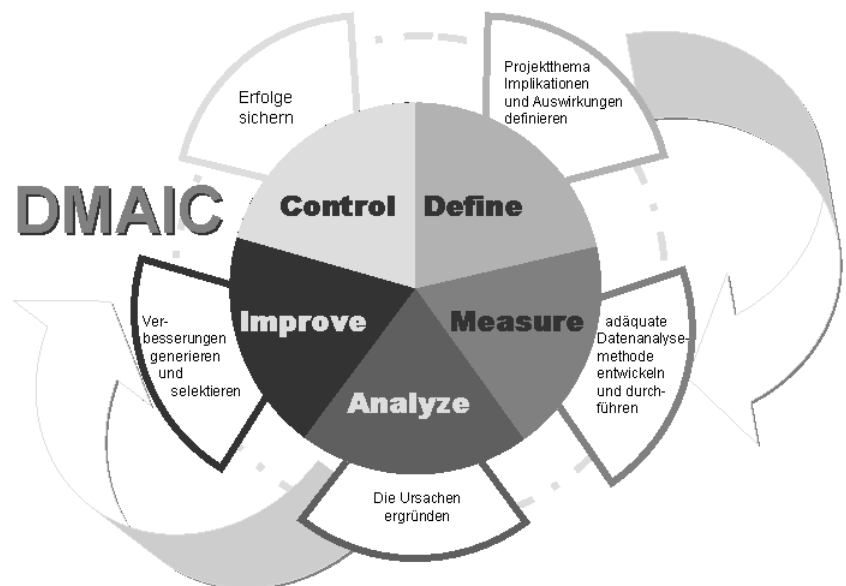 DMAIC
Define
Projektthema
Implikationen
und Auswirkungen
definieren
Measure
adäquate
Datenanalyse-
methode
entwickeln
und durch-
führen
Analyze
Die Ursachen
ergründen
Improve
Ver-
besserungen
generieren
und
selektieren
Control
Erfolge
sichern